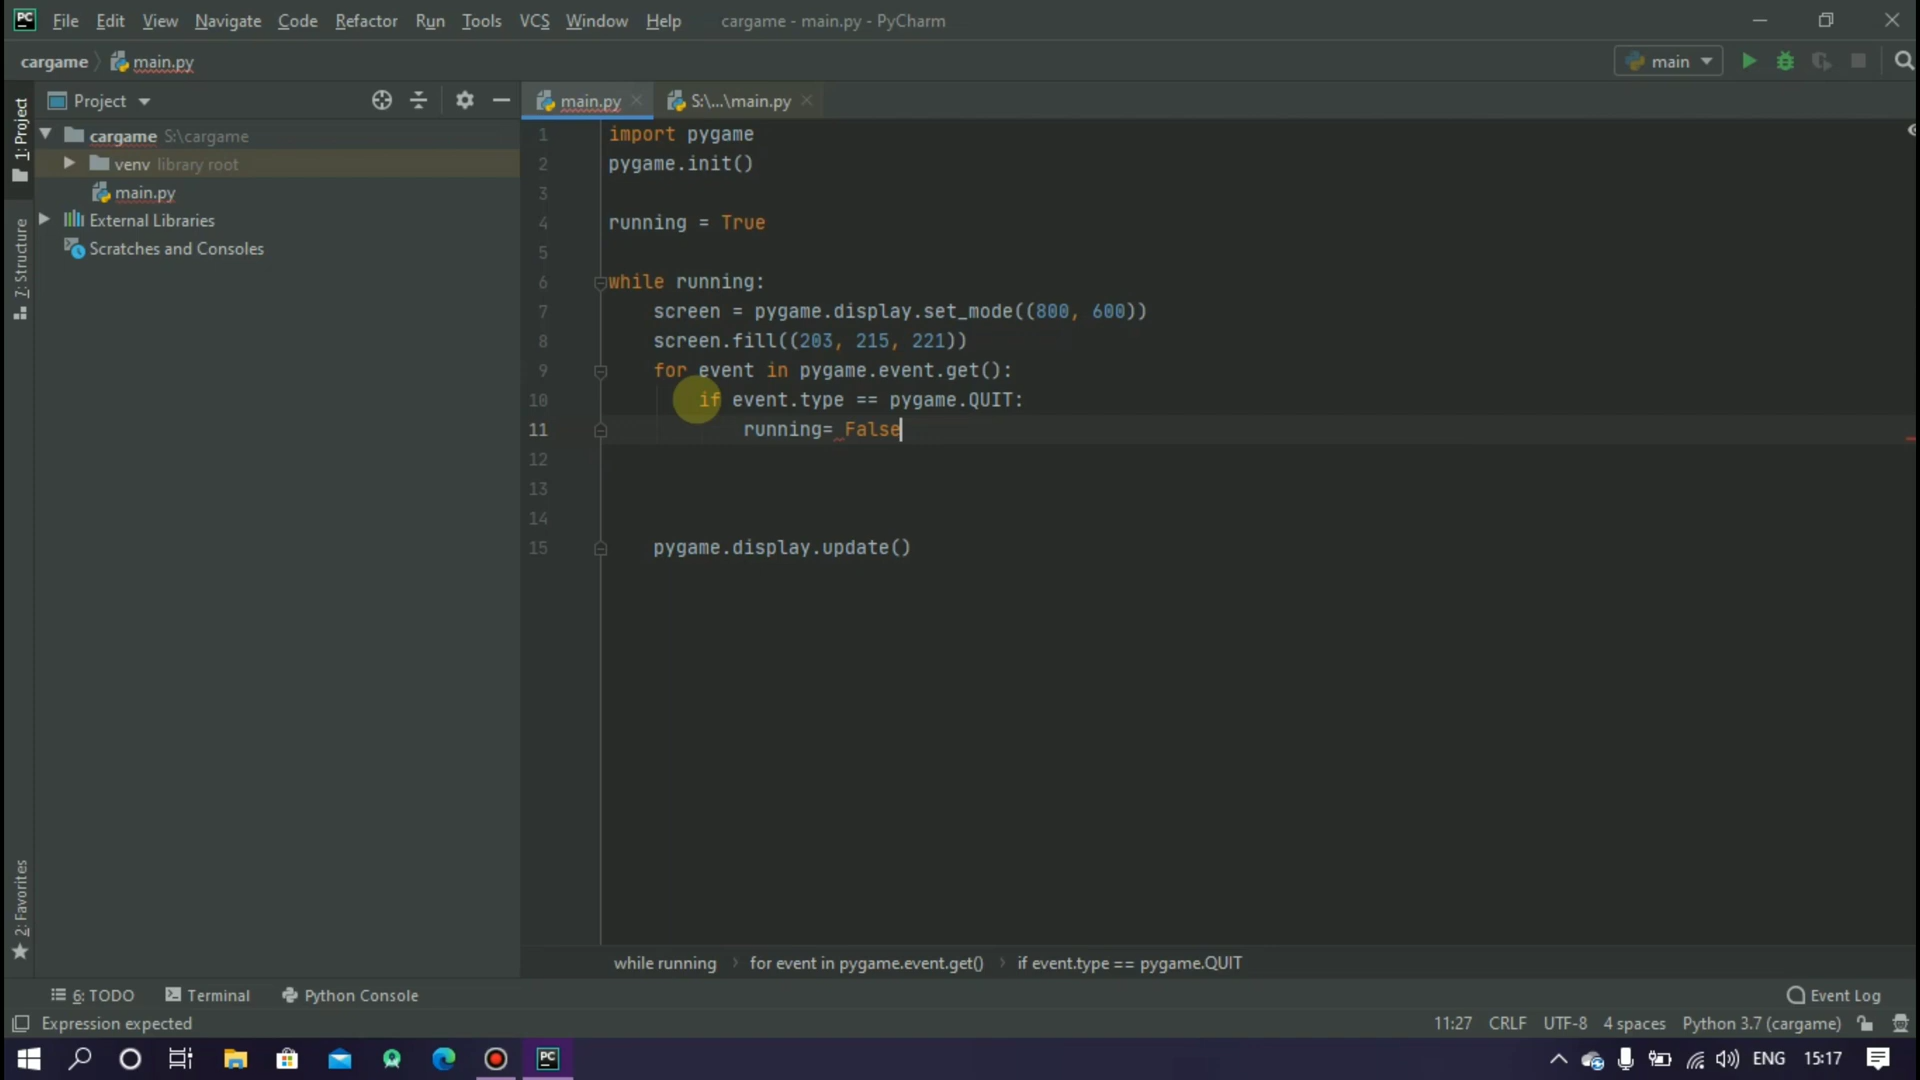 PC File Edit View Navigate Code Refactor Run Tools VCS Window Help cargame - main.py - PyCharm
cargame main.py main
1: Project
Project
main.py S:\...\main.py
cargame S:\cargame
venv library root
main.py
External Libraries
Scratches and Consoles
7: Structure
2: Favorites
1 import pygame
2 pygame.init()
3
4 running = True
5
6 while running:
7 screen = pygame.display.set_mode((800, 600))
8 screen.fill((203, 215, 221))
9 for event in pygame.event.get():
10 if event.type == pygame.QUIT:
11 running= False
12
13
14
15 pygame.display.update()
while running › for event in pygame.event.get() › if event.type == pygame.QUIT
6: TODO Terminal Python Console Event Log
Expression expected 11:27 CRLF UTF-8 4 spaces Python 3.7 (cargame)
PC ENG 15:17